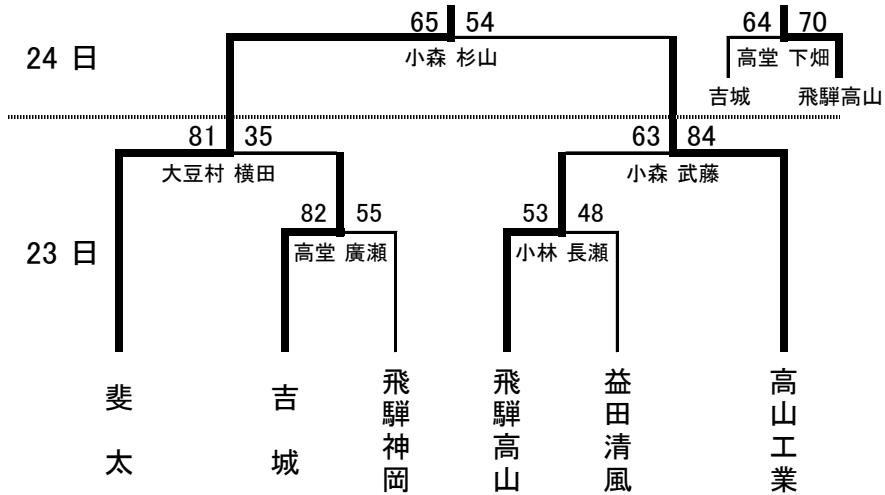 65 54
小森 杉山
64 70
高堂 下畑
吉城 飛騨高山
24 日
81 35
大豆村 横田
63 84
小森 武藤
82 55
高堂 廣瀬
53 48
小林 長瀬
23 日
斐太
吉城
飛騨神岡
飛騨高山
益田清風
高山工業